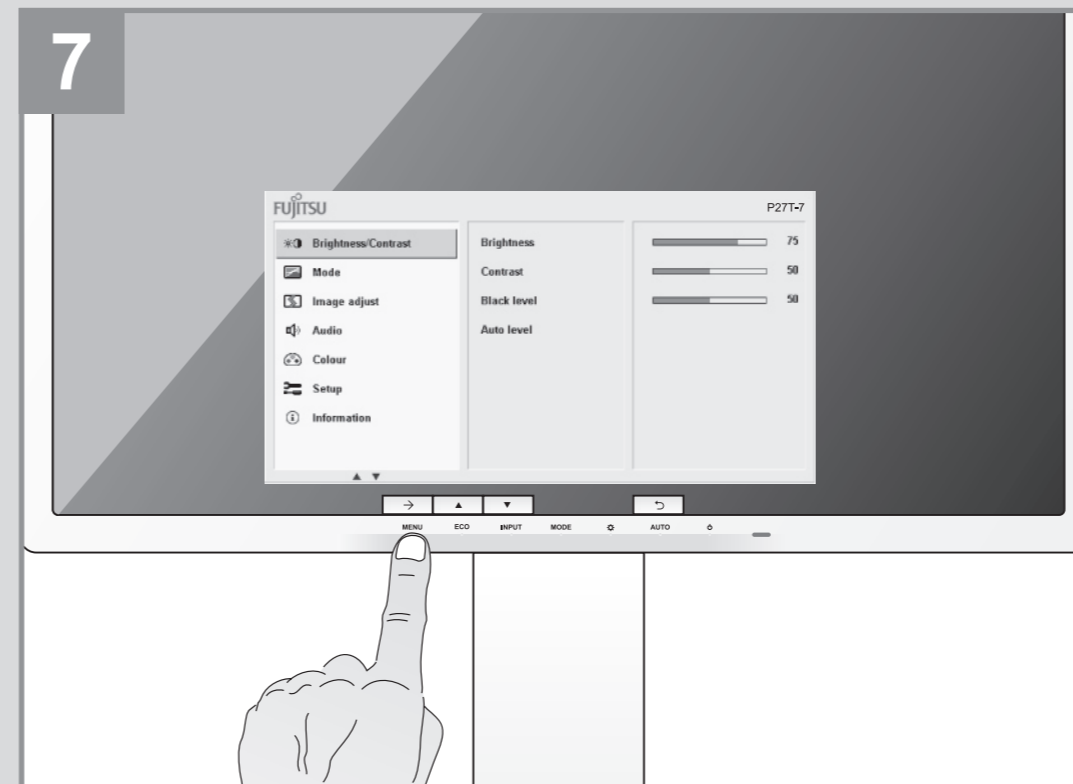 7
FUJITSU P27T-7
Brightness/Contrast Brightness 75
Mode Contrast 50
Image adjust Black level 50
Audio Auto level
Colour
Setup
Information
MENU ECO INPUT MODE AUTO